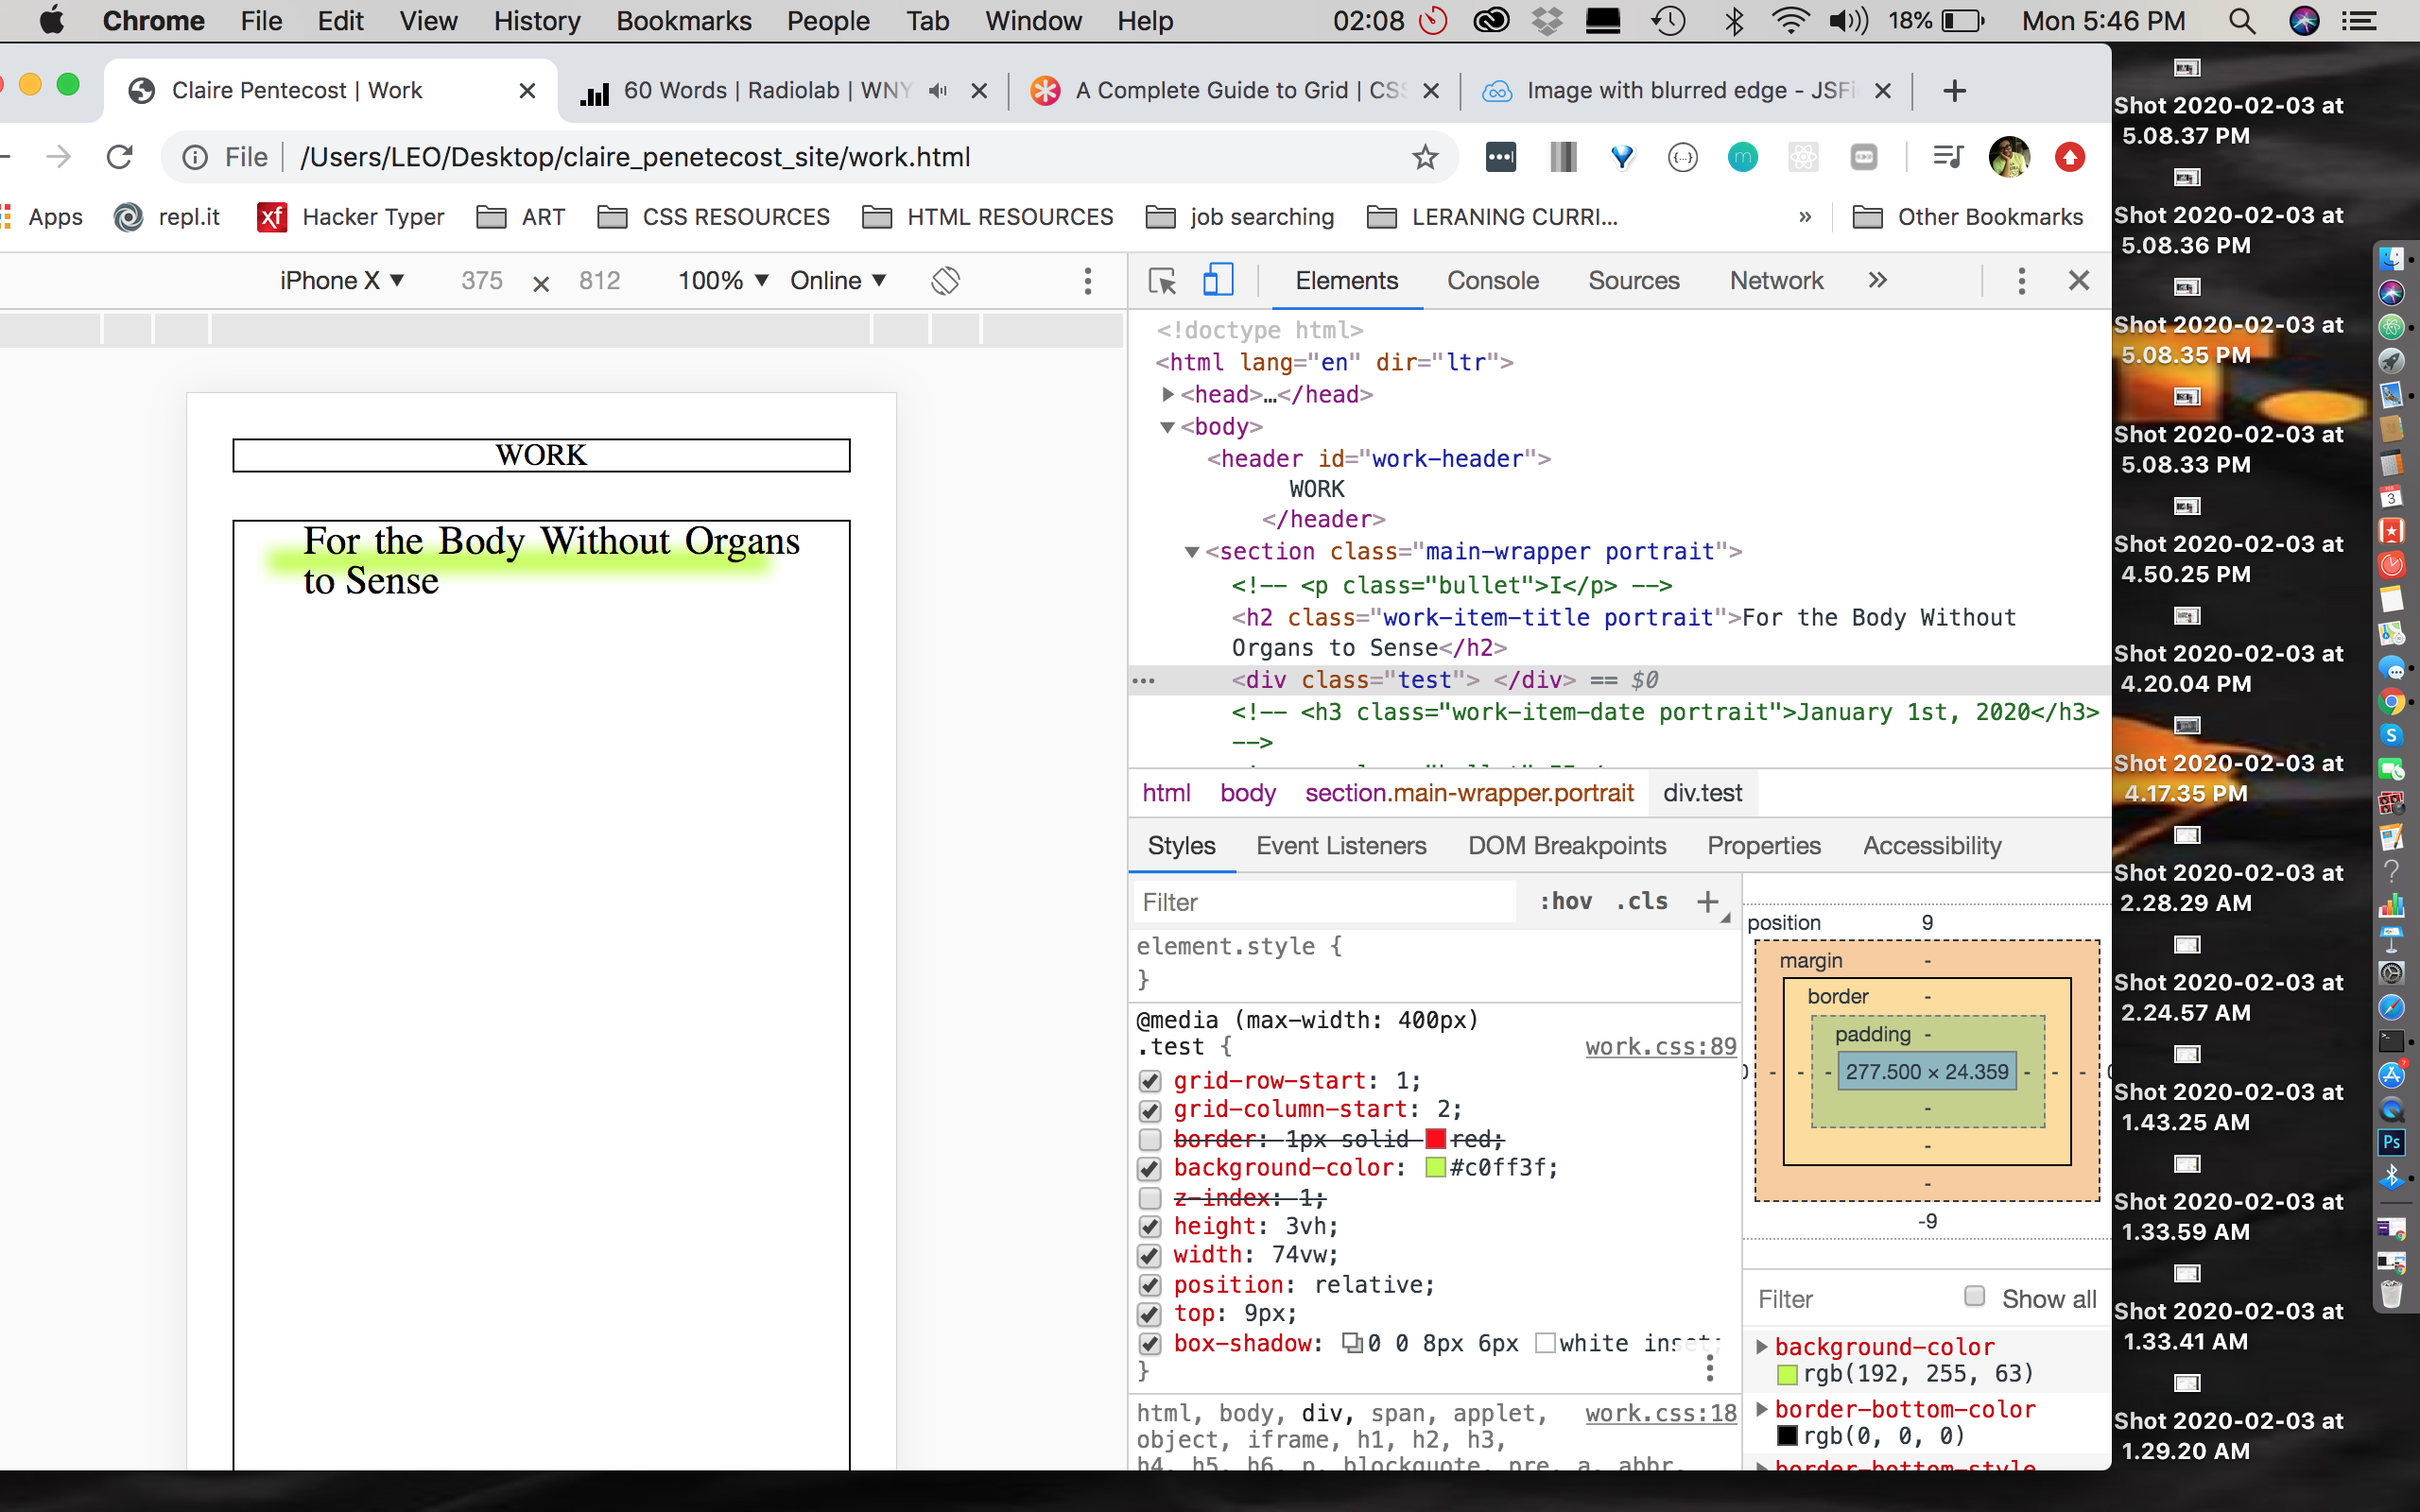 Chrome File Edit View History Bookmarks People Tab Window Help 02:08 18% Mon 5:46 PM
Claire Pentecost | Work
60 Words | Radiolab | WNY
A Complete Guide to Grid | CSS
Image with blurred edge - JSFi
File /Users/LEO/Desktop/claire_penetecost_site/work.html
Apps repl.it Hacker Typer ART CSS RESOURCES HTML RESOURCES job searching LERANING CURRI... » Other Bookmarks
iPhone X ▼ 375 × 812 100% ▼ Online ▼
WORK
For the Body Without Organs
to Sense
Elements Console Sources Network »
<!doctype html>
<html lang="en" dir="ltr">
<head>…</head>
<body>
<header id="work-header">
WORK
</header>
<section class="main-wrapper portrait">
<!-- <p class="bullet">I</p> -->
<h2 class="work-item-title portrait">For the Body Without
Organs to Sense</h2>
<div class="test"> </div> == $0
<!-- <h3 class="work-item-date portrait">January 1st, 2020</h3>
-->
html body section.main-wrapper.portrait div.test
Styles Event Listeners DOM Breakpoints Properties Accessibility
Filter :hov .cls +
element.style {
}
@media (max-width: 400px)
.test { work.css:89
grid-row-start: 1;
grid-column-start: 2;
border: 1px solid red;
background-color: #c0ff3f;
z-index: 1;
height: 3vh;
width: 74vw;
position: relative;
top: 9px;
box-shadow: 0 0 8px 6px white inset;
}
html, body, div, span, applet, work.css:18
object, iframe, h1, h2, h3,
h4, h5, h6, p, blockquote, pre, a, abbr,
position 9
margin -
border -
padding -
277.500 × 24.359
-
-
-
-9
Filter Show all
background-color
rgb(192, 255, 63)
border-bottom-color
rgb(0, 0, 0)
border-bottom-style
Shot 2020-02-03 at
5.08.37 PM
Shot 2020-02-03 at
5.08.36 PM
Shot 2020-02-03 at
5.08.35 PM
Shot 2020-02-03 at
5.08.33 PM
Shot 2020-02-03 at
4.50.25 PM
Shot 2020-02-03 at
4.20.04 PM
Shot 2020-02-03 at
4.17.35 PM
Shot 2020-02-03 at
2.28.29 AM
Shot 2020-02-03 at
2.24.57 AM
Shot 2020-02-03 at
1.43.25 AM
Shot 2020-02-03 at
1.33.59 AM
Shot 2020-02-03 at
1.33.41 AM
Shot 2020-02-03 at
1.29.20 AM
3
Ps